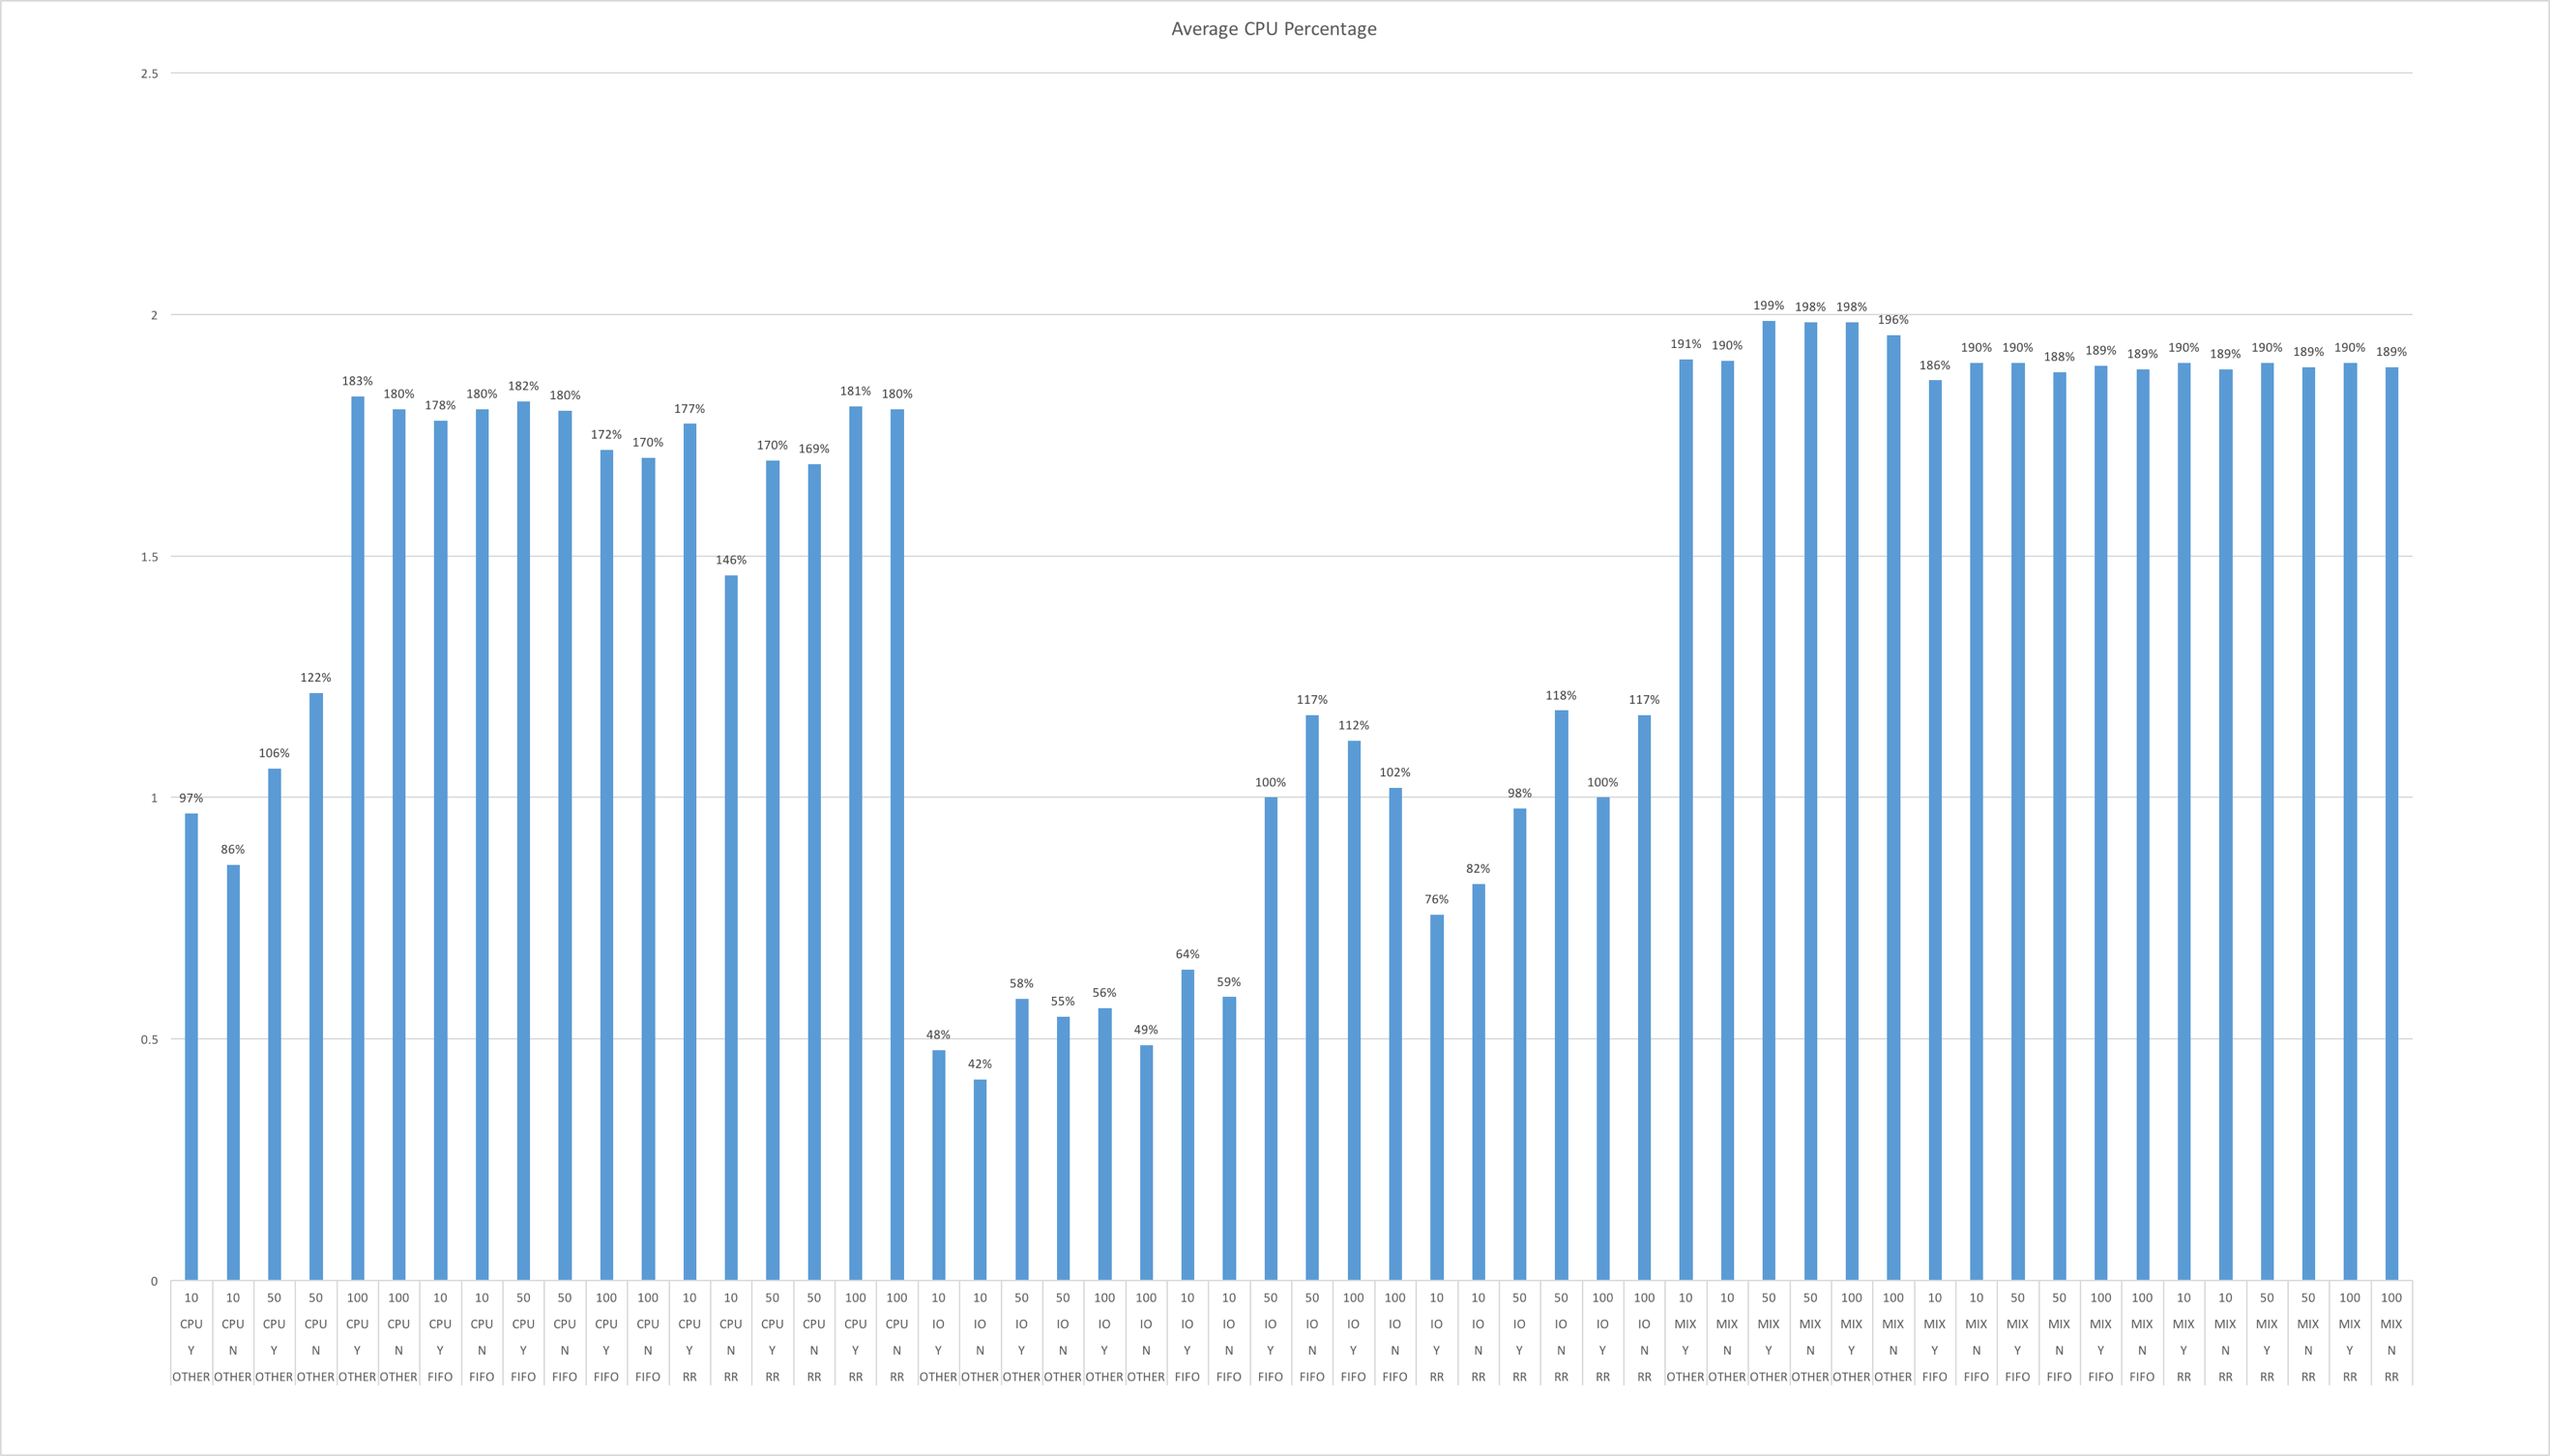 Average CPU Percentage
2.5
2
1.5
1
0.5
0
97% 86% 106% 122% 183% 180% 178% 180% 182% 180% 172% 170% 177% 146% 170% 169% 181% 180% 48% 42% 58% 55% 56% 49% 64% 59% 100% 117% 112% 102% 76% 82% 98% 118% 100% 117% 191% 190% 199% 198% 198% 196% 186% 190% 190% 188% 189% 189% 190% 189% 190% 189% 190% 189%
10 10 50 50 100 100 10 10 50 50 100 100 10 10 50 50 100 100 10 10 50 50 100 100 10 10 50 50 100 100 10 10 50 50 100 100 10 10 50 50 100 100 10 10 50 50 100 100 10 10 50 50 100 100
CPU CPU CPU CPU CPU CPU CPU CPU CPU CPU CPU CPU CPU CPU CPU CPU CPU CPU IO IO IO IO IO IO IO IO IO IO IO IO IO IO IO IO IO IO MIX MIX MIX MIX MIX MIX MIX MIX MIX MIX MIX MIX MIX MIX MIX MIX MIX MIX
Y N Y N Y N Y N Y N Y N Y N Y N Y N Y N Y N Y N Y N Y N Y N Y N Y N Y N Y N Y N Y N Y N Y N Y N Y N Y N Y N
OTHER OTHER OTHER OTHER OTHER OTHER FIFO FIFO FIFO FIFO FIFO FIFO RR RR RR RR RR RR OTHER OTHER OTHER OTHER OTHER OTHER FIFO FIFO FIFO FIFO FIFO FIFO RR RR RR RR RR RR OTHER OTHER OTHER OTHER OTHER OTHER FIFO FIFO FIFO FIFO FIFO FIFO RR RR RR RR RR RR